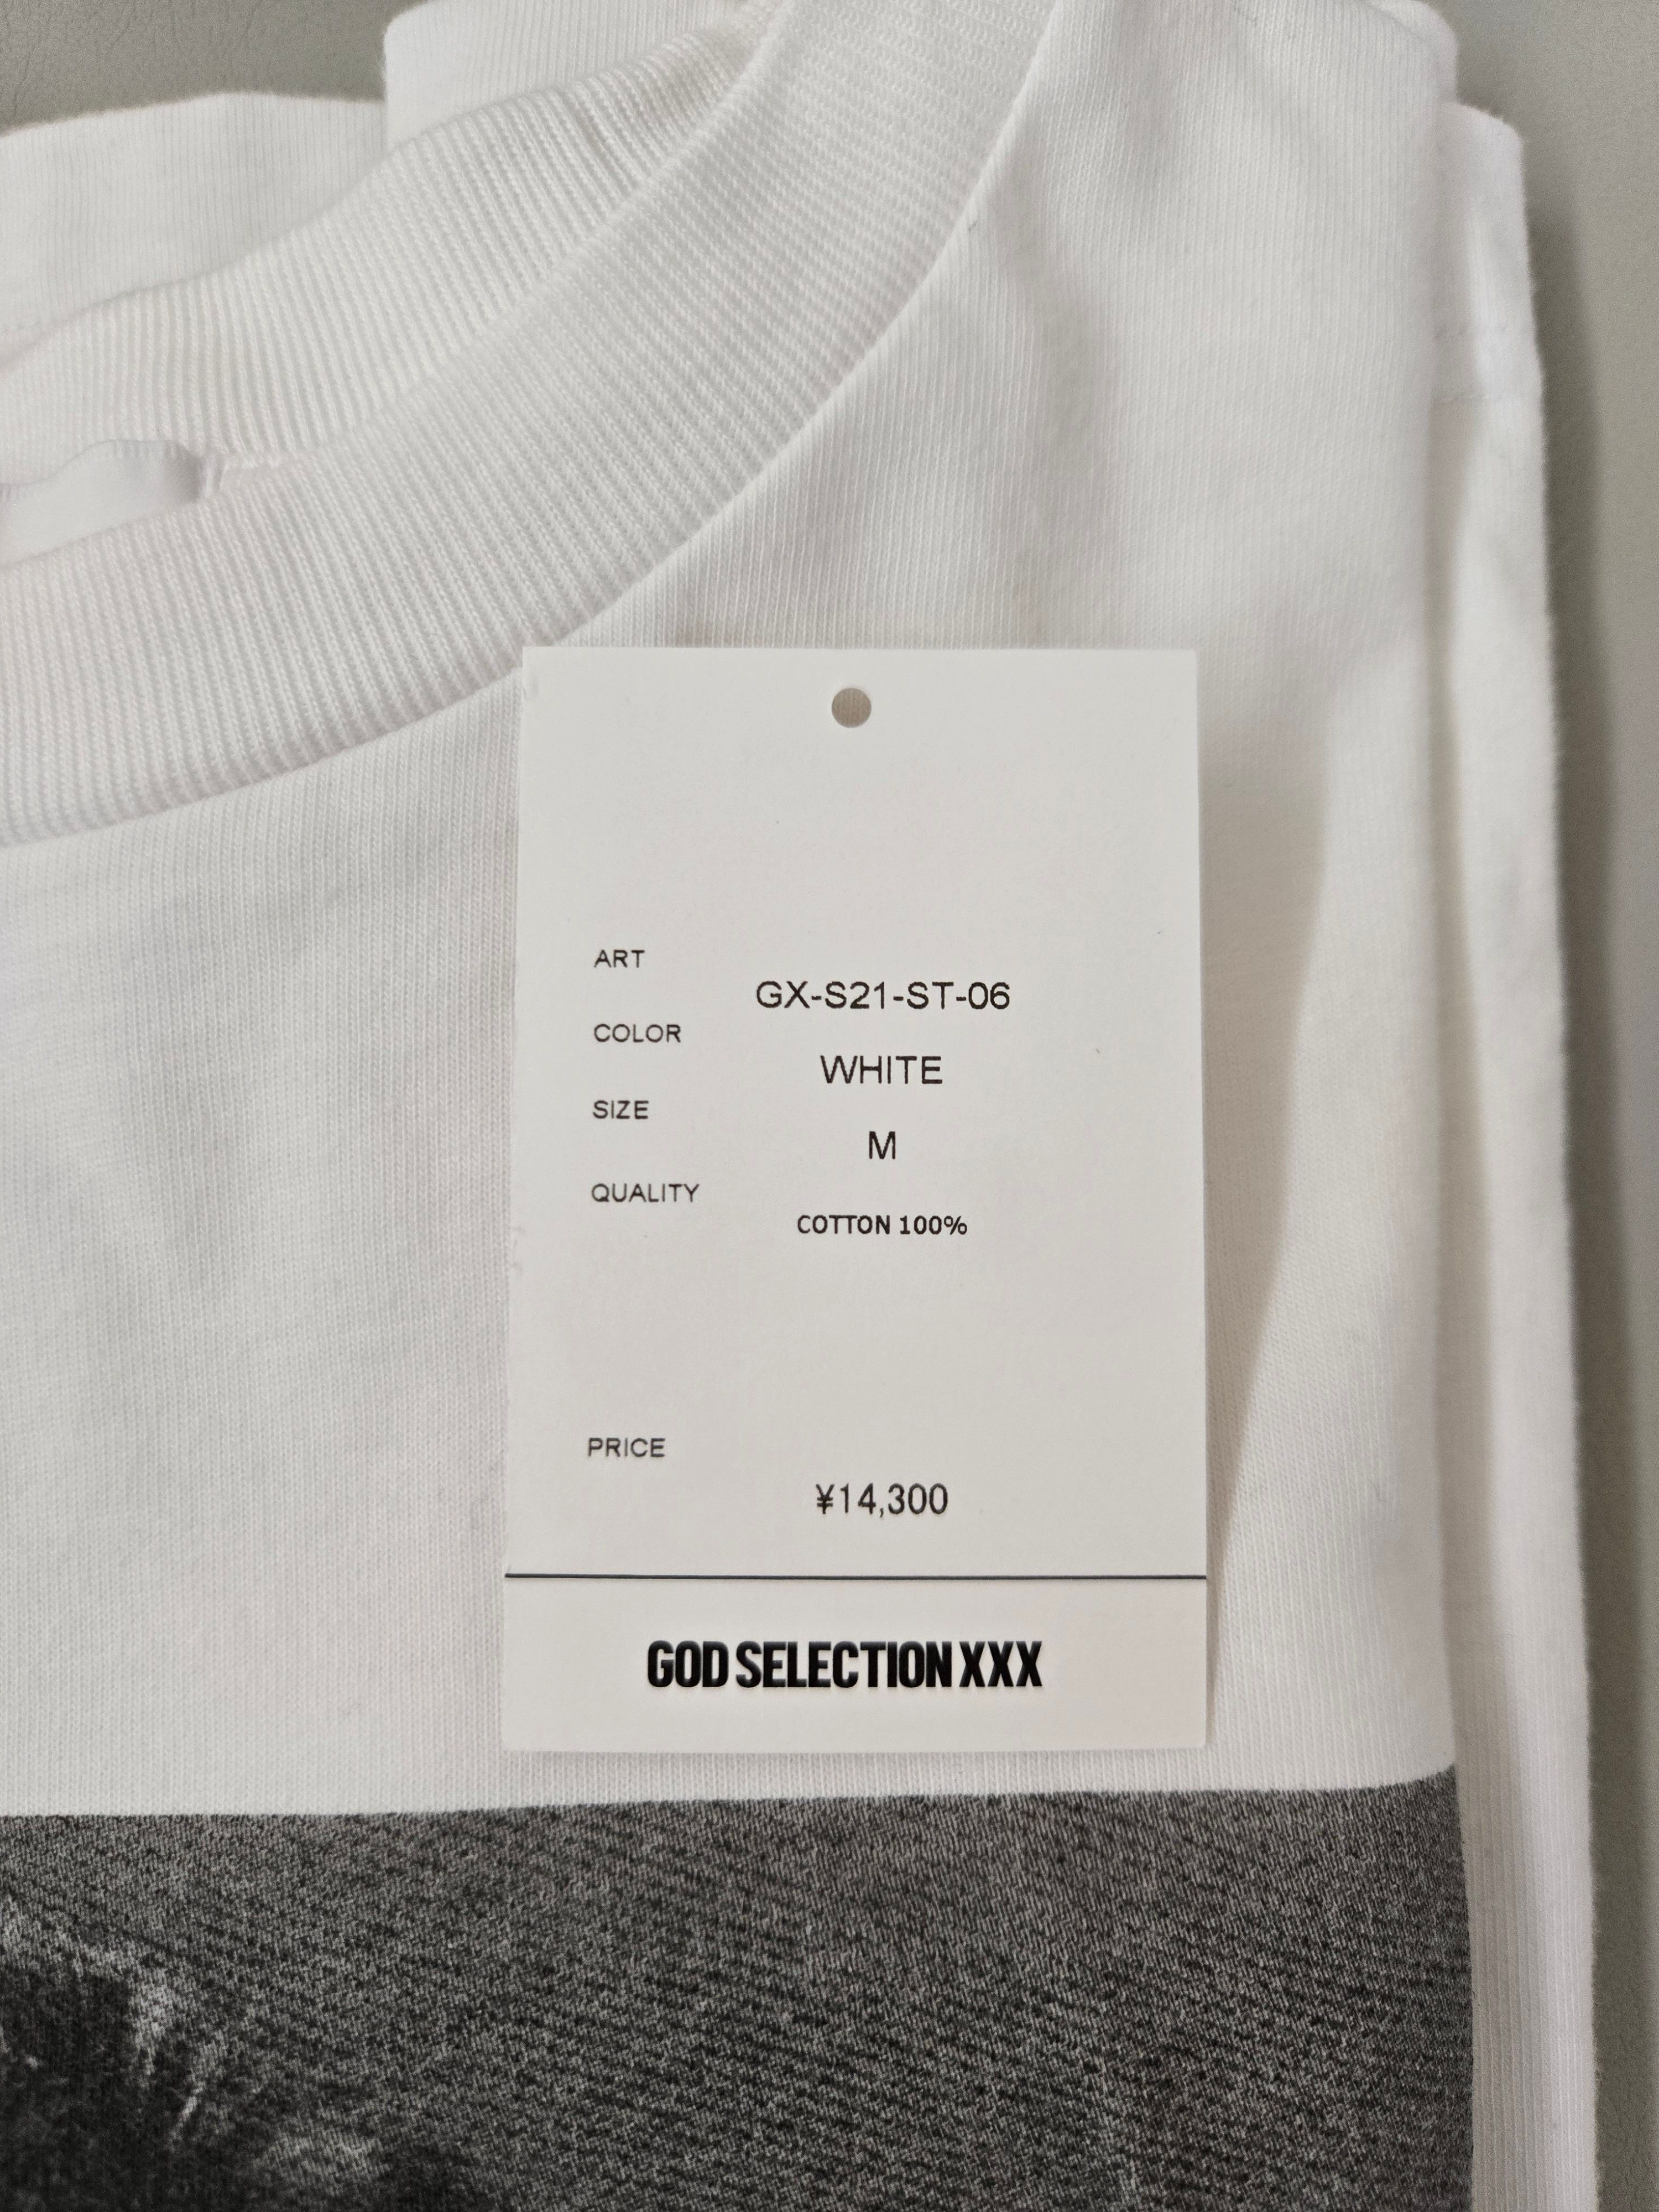 ART
GX-S21-ST-06
COLOR
WHITE
SIZE
M
QUALITY
COTTON 100%
PRICE
¥14,300
GOD SELECTION XXX